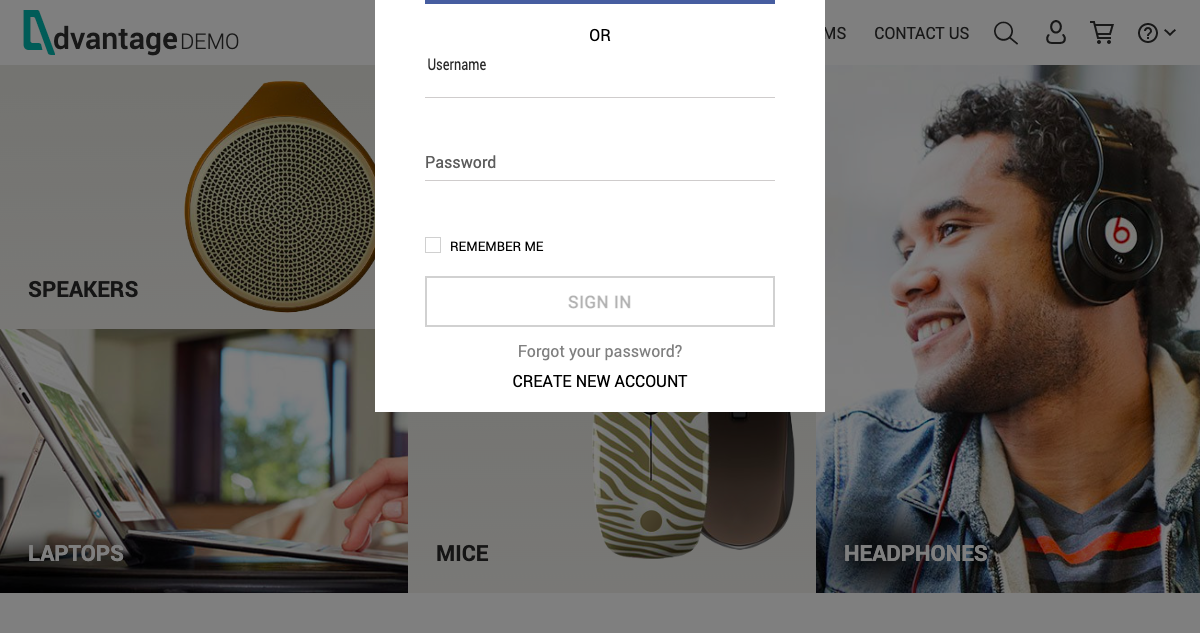 dvantage DEMO
OR
MS
CONTACT US
Username
Password
REMEMBER ME
SIGN IN
Forgot your password?
CREATE NEW ACCOUNT
SPEAKERS
LAPTOPS
MICE
HEADPHONES